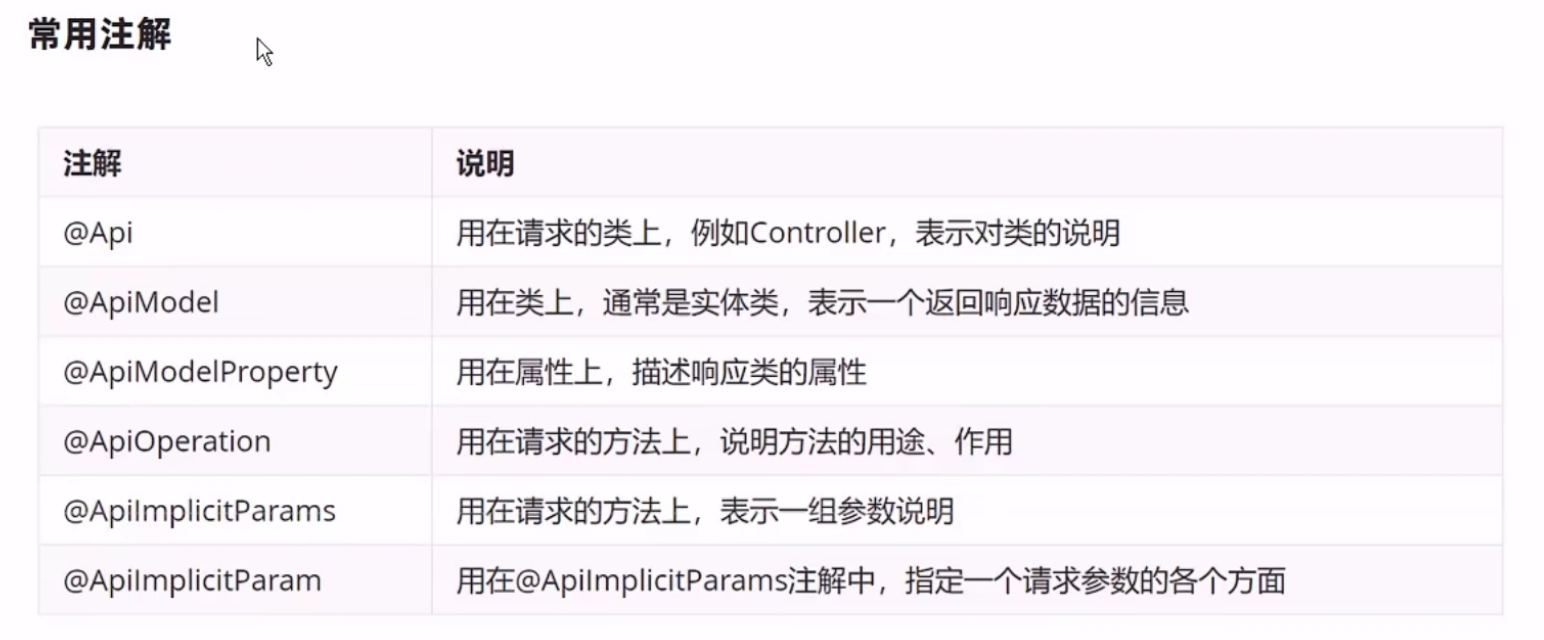 常用注解
注解 说明
@Api 用在请求的类上，例如Controller，表示对类的说明
@ApiModel 用在类上，通常是实体类，表示一个返回响应数据的信息
@ApiModelProperty 用在属性上，描述响应类的属性
@ApiOperation 用在请求的方法上，说明方法的用途、作用
@ApiImplicitParams 用在请求的方法上，表示一组参数说明
@ApiImplicitParam 用在@ApiImplicitParams注解中，指定一个请求参数的各个方面